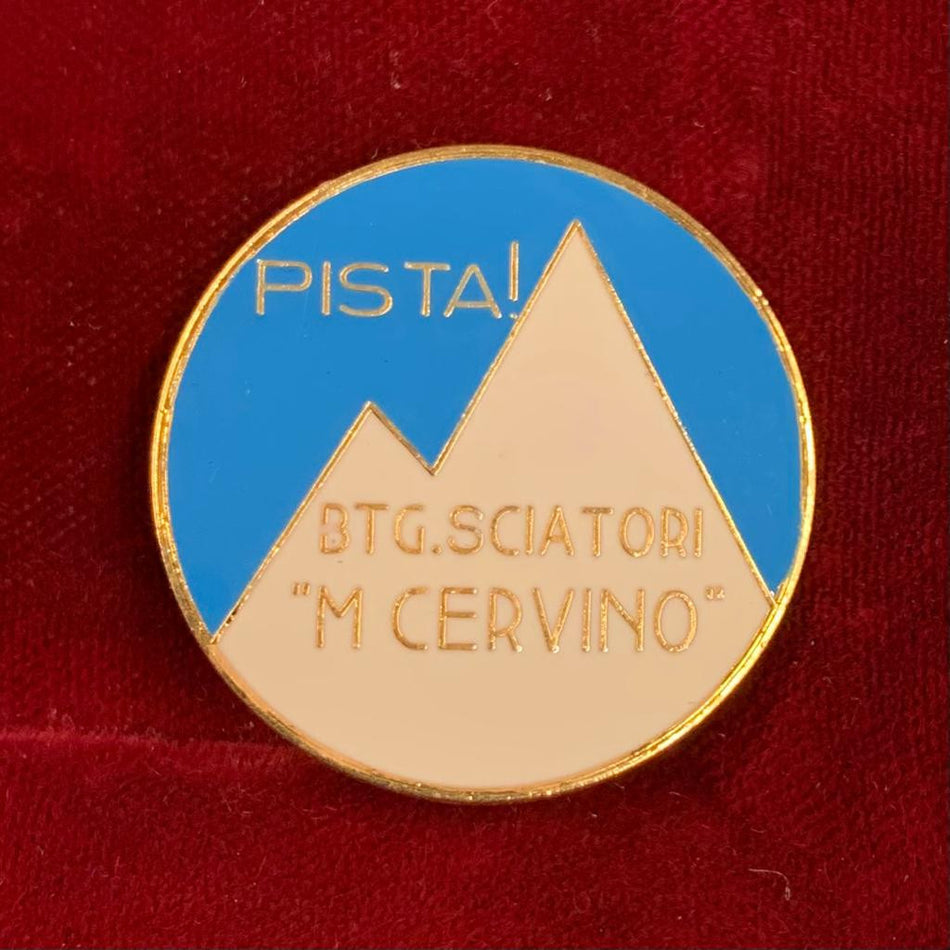 PISTA!
BTG.SCIATORI
"M CERVINO"